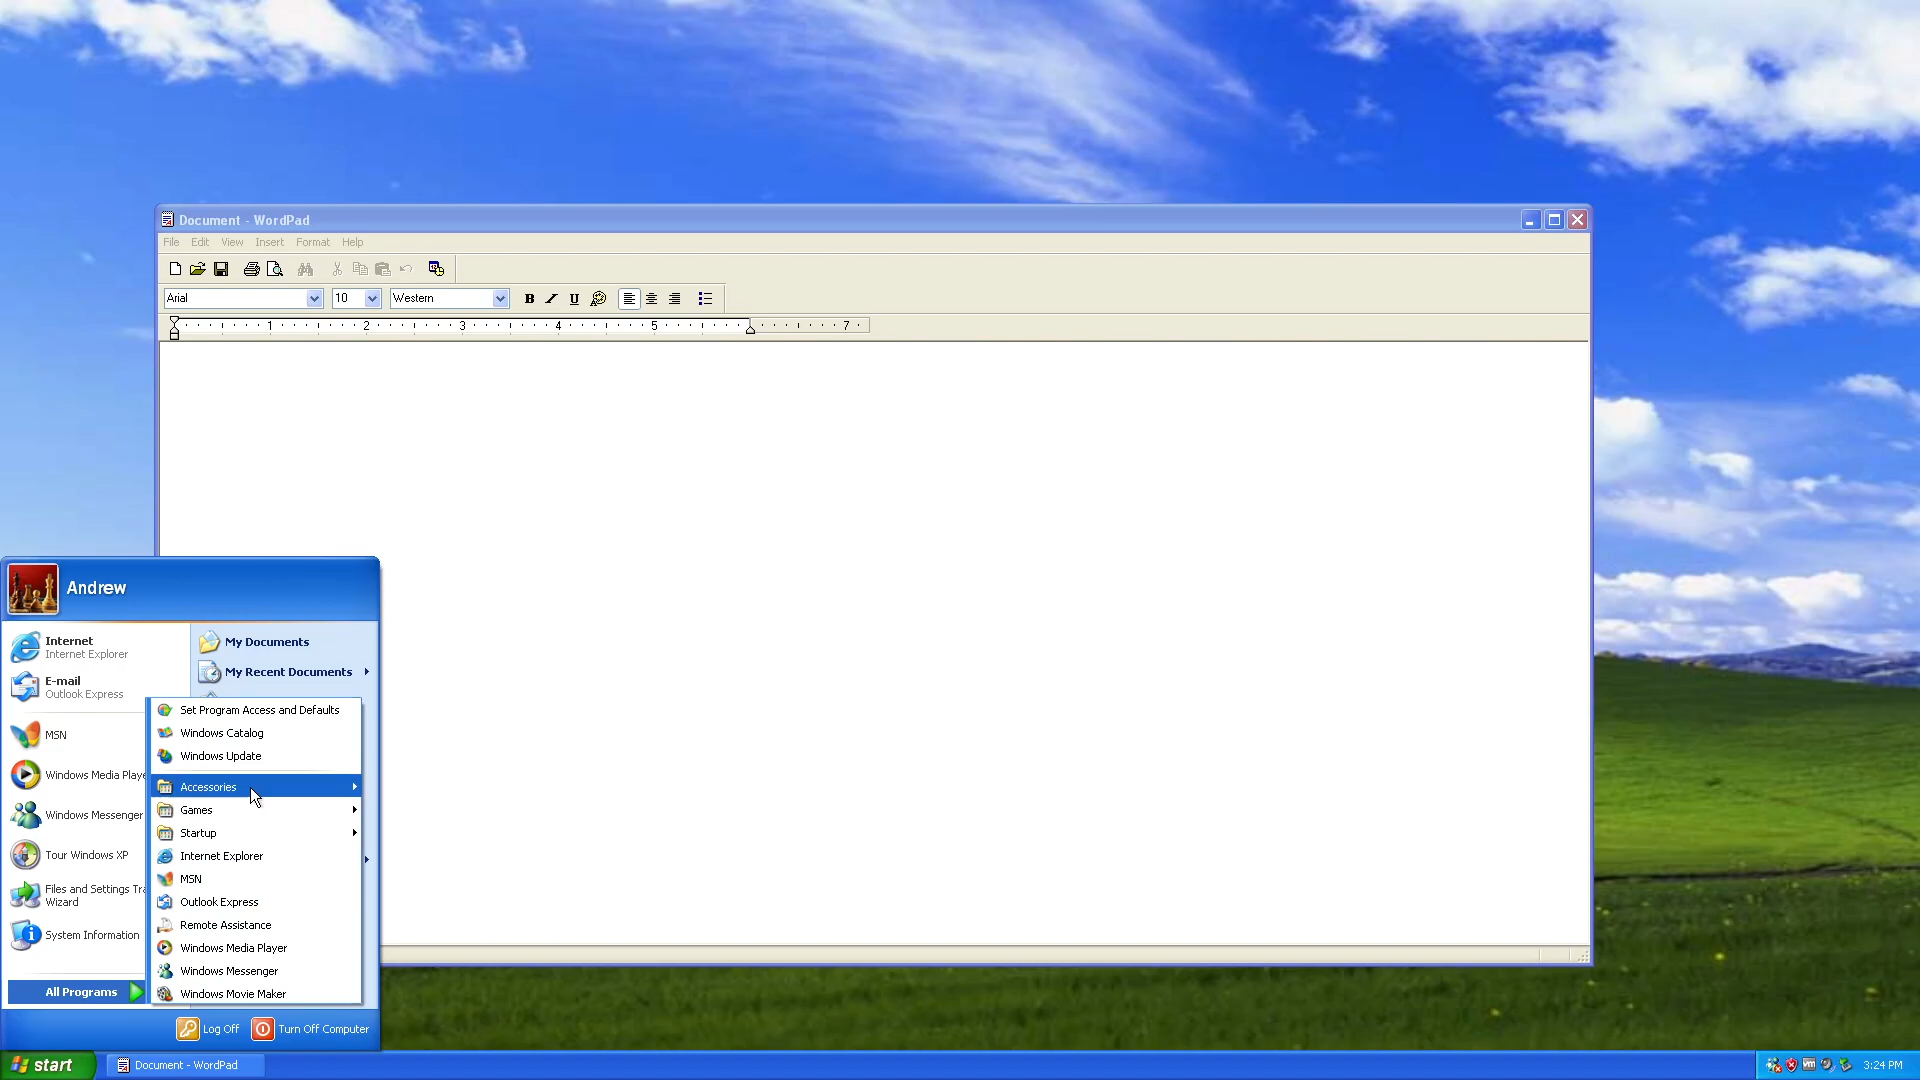 Document - WordPad
File Edit View Insert Format Help
Arial 10 Western B I U
1 2 3 4 5 7
Andrew
Internet
Internet Explorer
E-mail
Outlook Express
MSN
Windows Media Playe
Windows Messenger
Tour Windows XP
Files and Settings Tra
Wizard
System Information
All Programs
My Documents
My Recent Documents
Set Program Access and Defaults
Windows Catalog
Windows Update
Accessories
Games
Startup
Internet Explorer
MSN
Outlook Express
Remote Assistance
Windows Media Player
Windows Messenger
Windows Movie Maker
Log Off Turn Off Computer
start Document - WordPad vm 3:24 PM